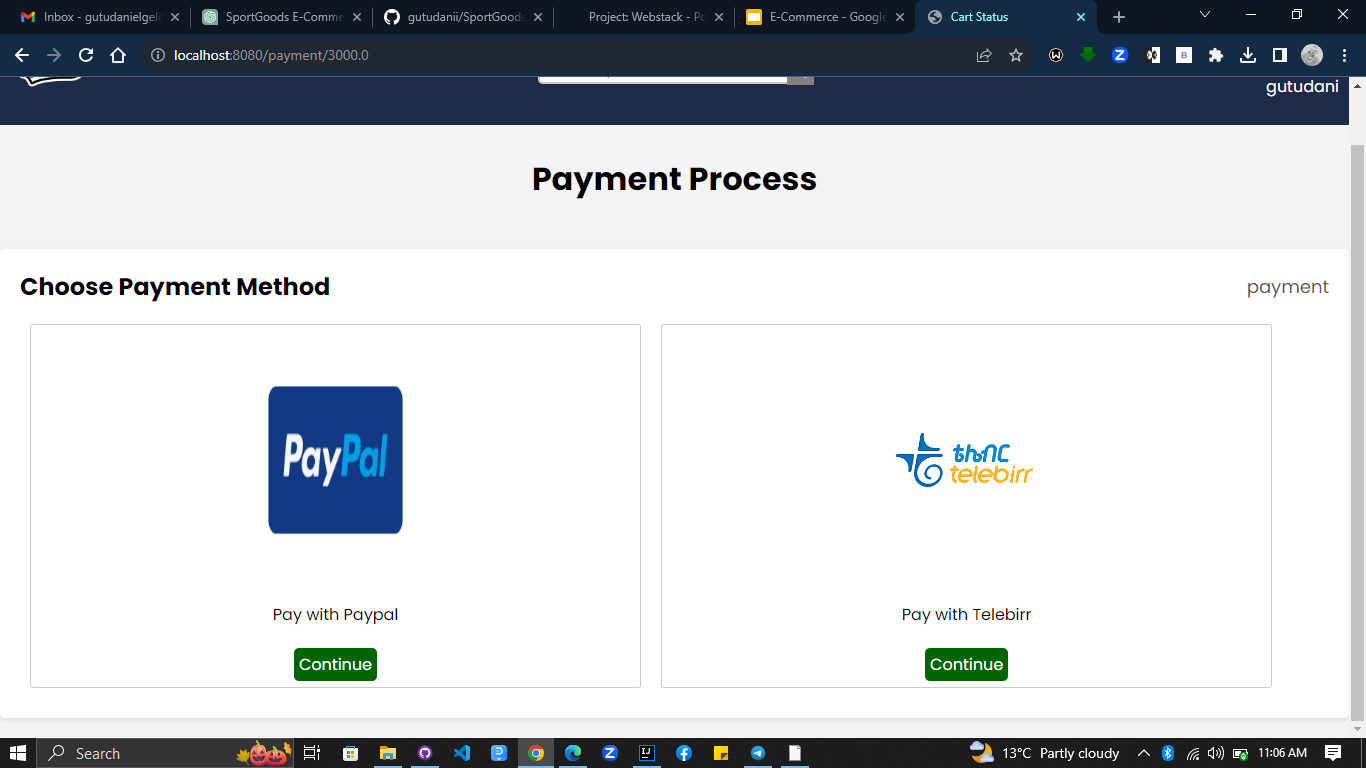 Inbox - gutudanielgele
SportGoods E-Comme
gutudanii/SportGoods
Project: Webstack - Po
E-Commerce - Google
Cart Status
localhost:8080/payment/3000.0
gutudani
Payment Process
Choose Payment Method
payment
PayPal
ቴሌብር
telebirr
Pay with Paypal
Pay with Telebirr
Continue
Continue
Search
13°C Partly cloudy
11:06 AM